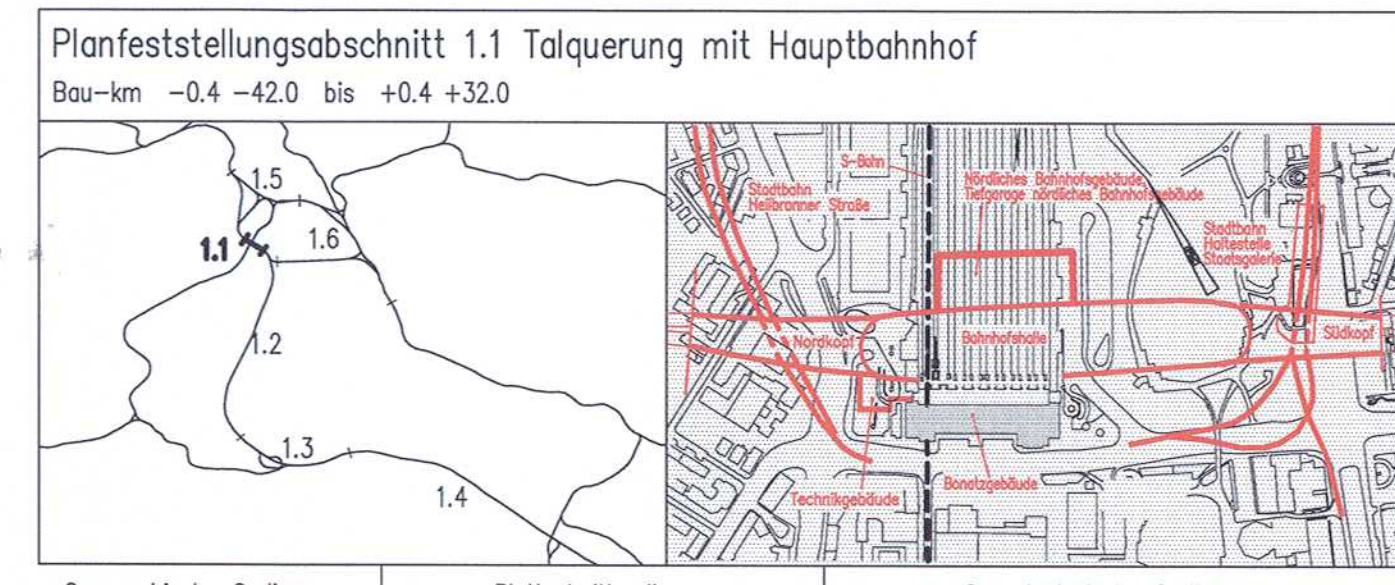 Planfeststellungsabschnitt 1.1 Talquerung mit Hauptbahnhof
Bau-km -0.4 -42.0 bis +0.4 +32.0
1.5
1.6
1.1
1.2
1.3
1.4
S-Bahn
Stadtbahn
Heilbronner Straße
Nördliches Bahnhofsgebäude,
Tiefgarage nördliches Bahnhofsgebäude
Stadtbahn
Haltestelle
Staatsgalerie
Nordkopf
Bahnhofshalle
Südkopf
Technikgebäude
Bonatzgebäude